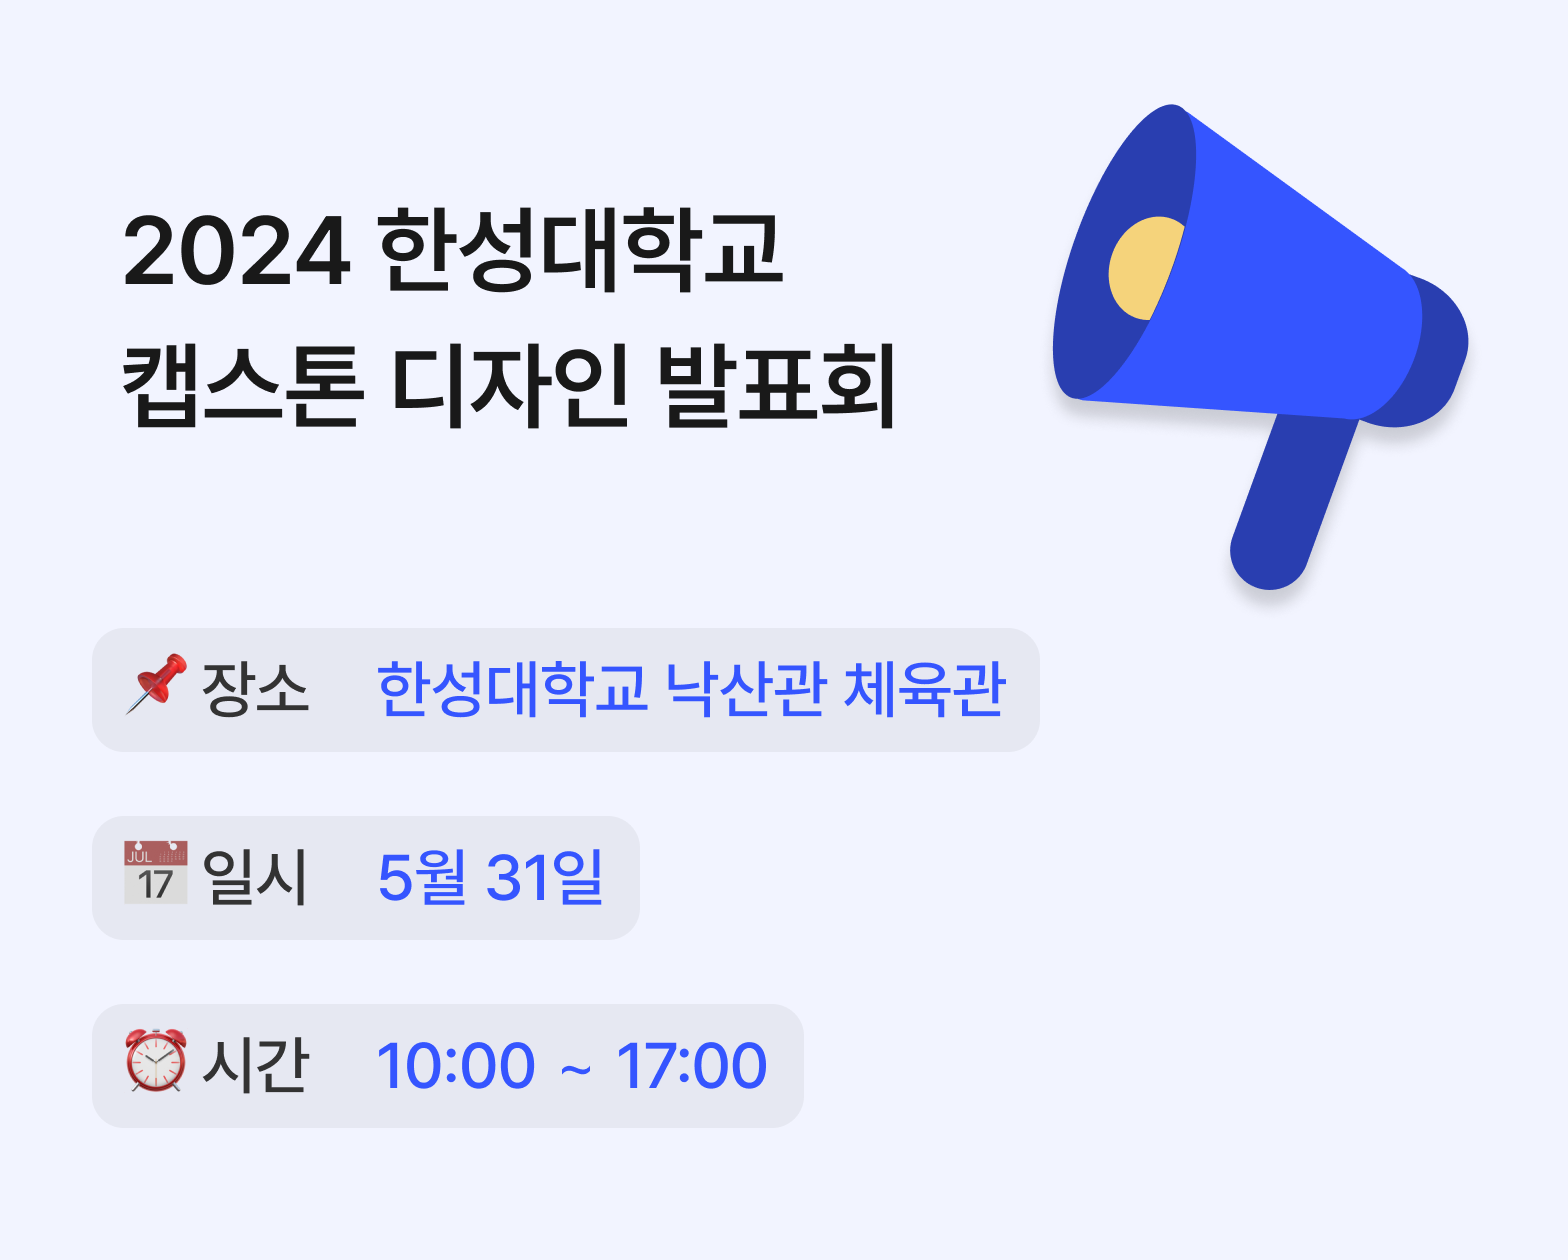 2024 한성대학교
캡스톤 디자인 발표회
📌 장소 한성대학교 낙산관 체육관
JUL
17
일시 5월 31일
⏰ 시간 10:00 ~ 17:00